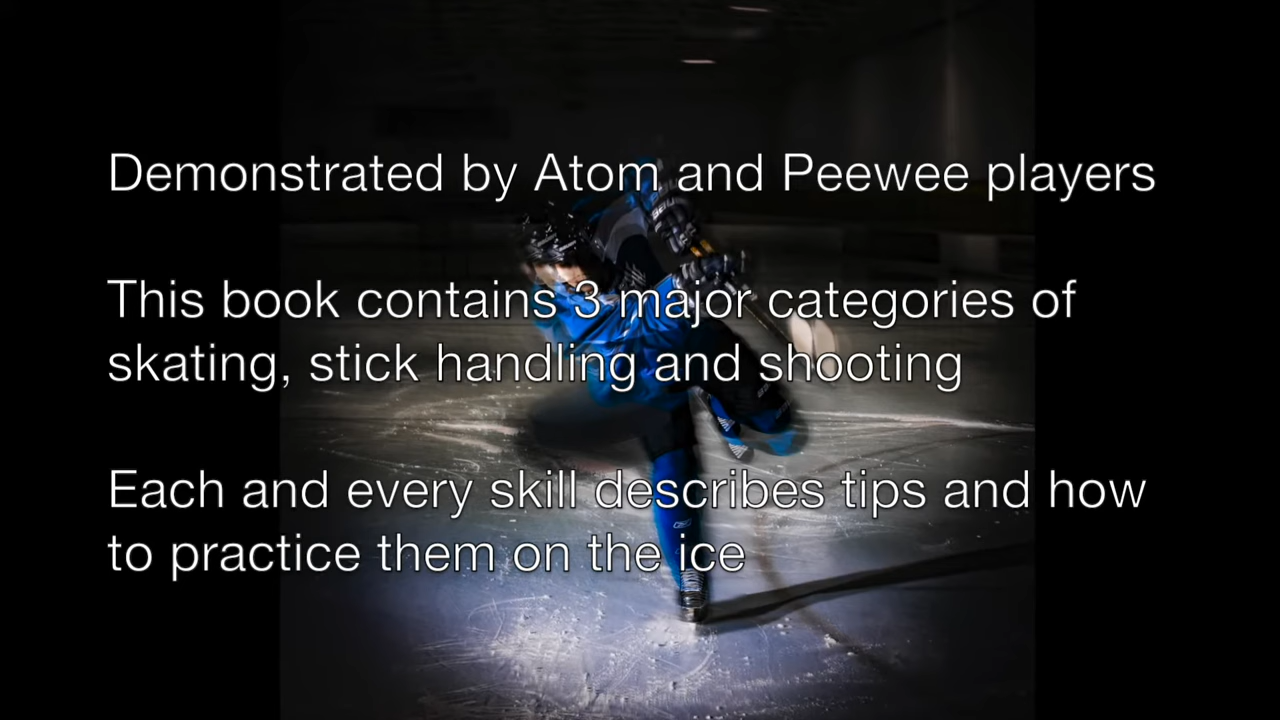 Demonstrated by Atom and Peewee players
This book contains 3 major categories of
skating, stick handling and shooting
Each and every skill describes tips and how
to practice them on the ice